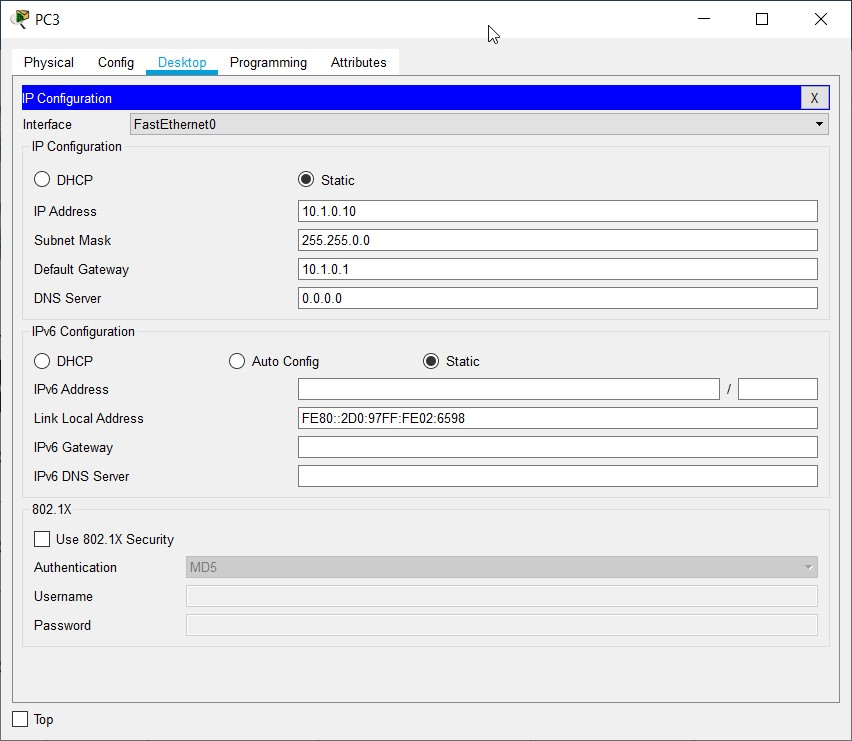 PC3
Physical Config Desktop Programming Attributes
IP Configuration X
Interface FastEthernet0
IP Configuration
DHCP Static
IP Address 10.1.0.10
Subnet Mask 255.255.0.0
Default Gateway 10.1.0.1
DNS Server 0.0.0.0
IPv6 Configuration
DHCP Auto Config Static
IPv6 Address /
Link Local Address FE80::2D0:97FF:FE02:6598
IPv6 Gateway
IPv6 DNS Server
802.1X
Use 802.1X Security
Authentication MD5
Username
Password
Top